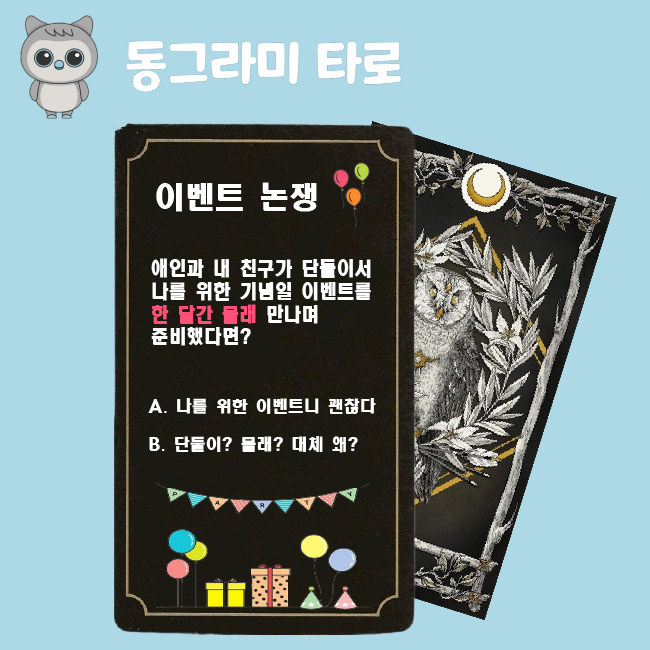 동그라미 타로
이벤트 논쟁
애인과 내 친구가 단둘이서
나를 위한 기념일 이벤트를
한 달간 몰래 만나며
준비했다면?
A. 나를 위한 이벤트니 괜찮다
B. 단둘이? 몰래? 대체 왜?
PARTY